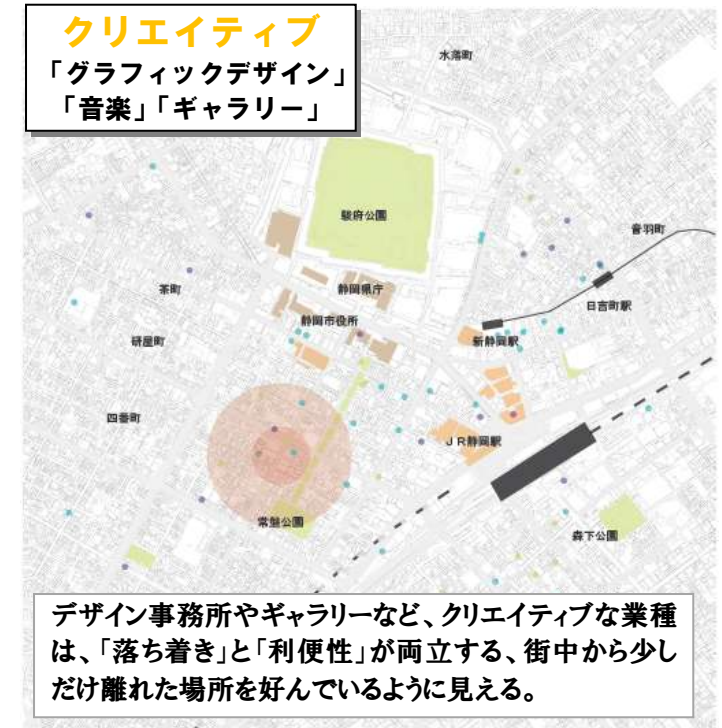 クリエイティブ
「グラフィックデザイン」
「音楽」「ギャラリー」
水落町
駿府公園
音羽町
茶町
静岡県庁
日吉町駅
静岡市役所
研屋町
新静岡駅
四番町
JR静岡駅
常盤公園
森下公園
デザイン事務所やギャラリーなど、クリエイティブな業種
は、「落ち着き」と「利便性」が両立する、街中から少し
だけ離れた場所を好んでいるように見える。